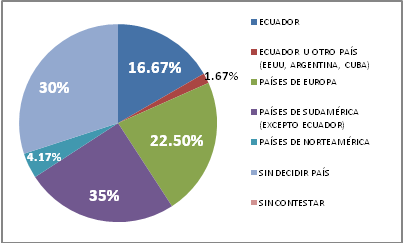 ECUADOR
ECUADOR U OTRO PAÍS
(EEUU, ARGENTINA, CUBA)
PAÍSES DE EUROPA
PAÍSES DE SUDAMÉRICA
(EXCEPTO ECUADOR)
PAÍSES DE NORTEAMÉRICA
SIN DECIDIR PAÍS
SIN CONTESTAR
16.67%
1.67%
22.50%
35%
4.17%
30%